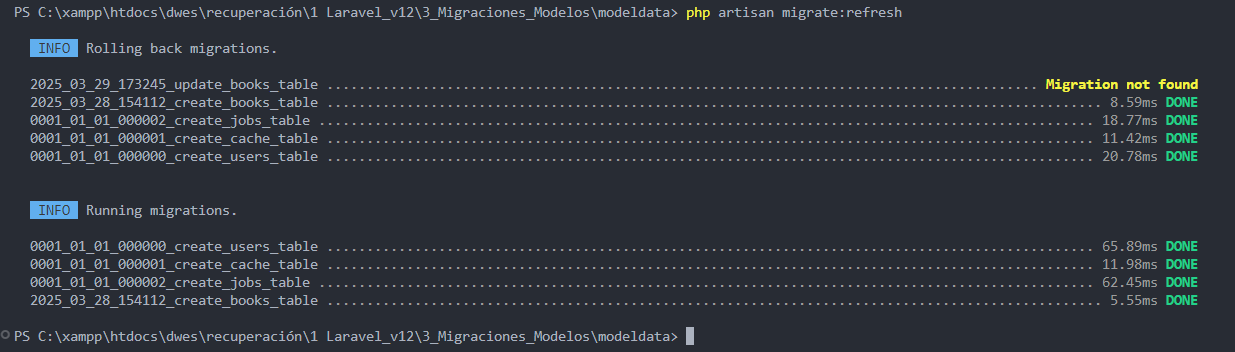 PS C:\xampp\htdocs\dwes\recuperación\1 Laravel_v12\3_Migraciones_Modelos\modeldata> php artisan migrate:refresh
INFO Rolling back migrations.
2025_03_29_173245_update_books_table ....................................................................................... Migration not found
2025_03_28_154112_create_books_table ............................................................................................... 8.59ms DONE
0001_01_01_000002_create_jobs_table ............................................................................................... 18.77ms DONE
0001_01_01_000001_create_cache_table .............................................................................................. 11.42ms DONE
0001_01_01_000000_create_users_table .............................................................................................. 20.78ms DONE
INFO Running migrations.
0001_01_01_000000_create_users_table .............................................................................................. 65.89ms DONE
0001_01_01_000001_create_cache_table .............................................................................................. 11.98ms DONE
0001_01_01_000002_create_jobs_table ............................................................................................... 62.45ms DONE
2025_03_28_154112_create_books_table ............................................................................................... 5.55ms DONE
PS C:\xampp\htdocs\dwes\recuperación\1 Laravel_v12\3_Migraciones_Modelos\modeldata>